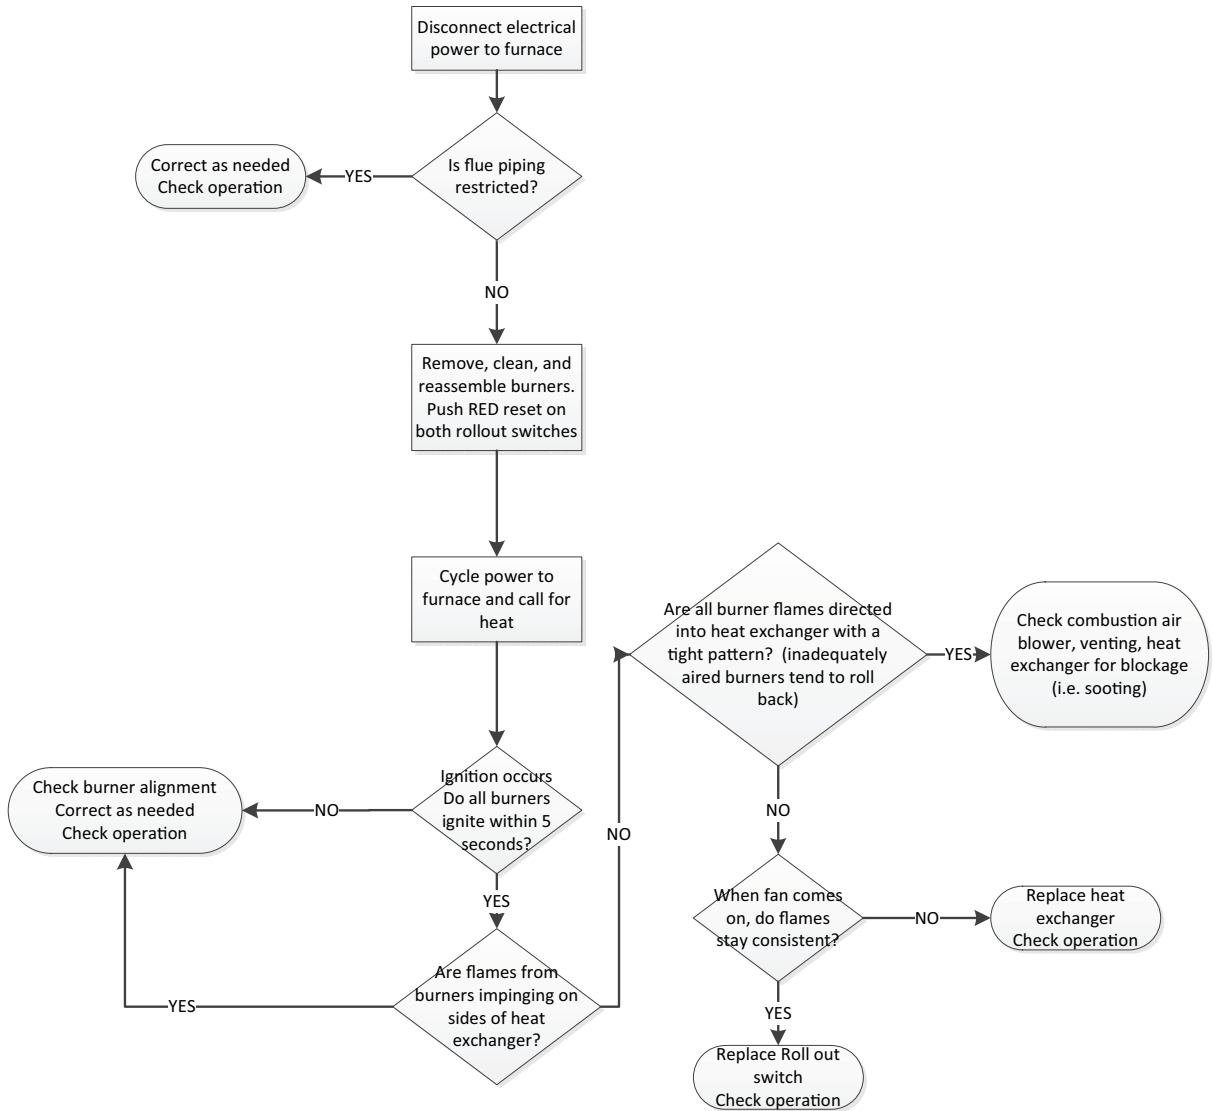 Disconnect electrical
power to furnace
Is flue piping
restricted?
YES
Correct as needed
Check operation
NO
Remove, clean, and
reassemble burners.
Push RED reset on
both rollout switches
Cycle power to
furnace and call for
heat
Ignition occurs
Do all burners
ignite within 5
seconds?
NO
Check burner alignment
Correct as needed
Check operation
YES
Are flames from
burners impinging on
sides of heat
exchanger?
YES
NO
Are all burner flames directed
into heat exchanger with a
tight pattern? (inadequately
aired burners tend to roll
back)
YES
Check combustion air
blower, venting, heat
exchanger for blockage
(i.e. sooting)
NO
When fan comes
on, do flames
stay consistent?
NO
Replace heat
exchanger
Check operation
YES
Replace Roll out
switch
Check operation